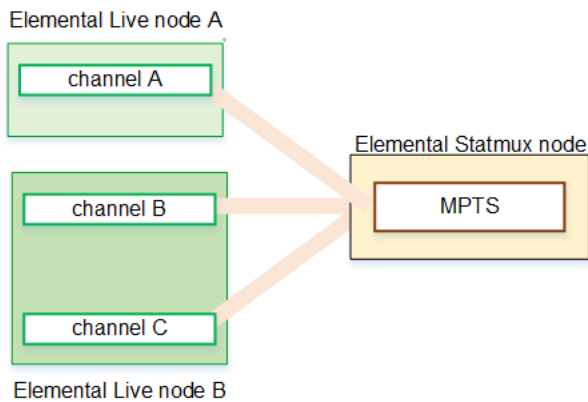 Elemental Live node A
channel A
Elemental Statmux node
channel B
MPTS
channel C
Elemental Live node B